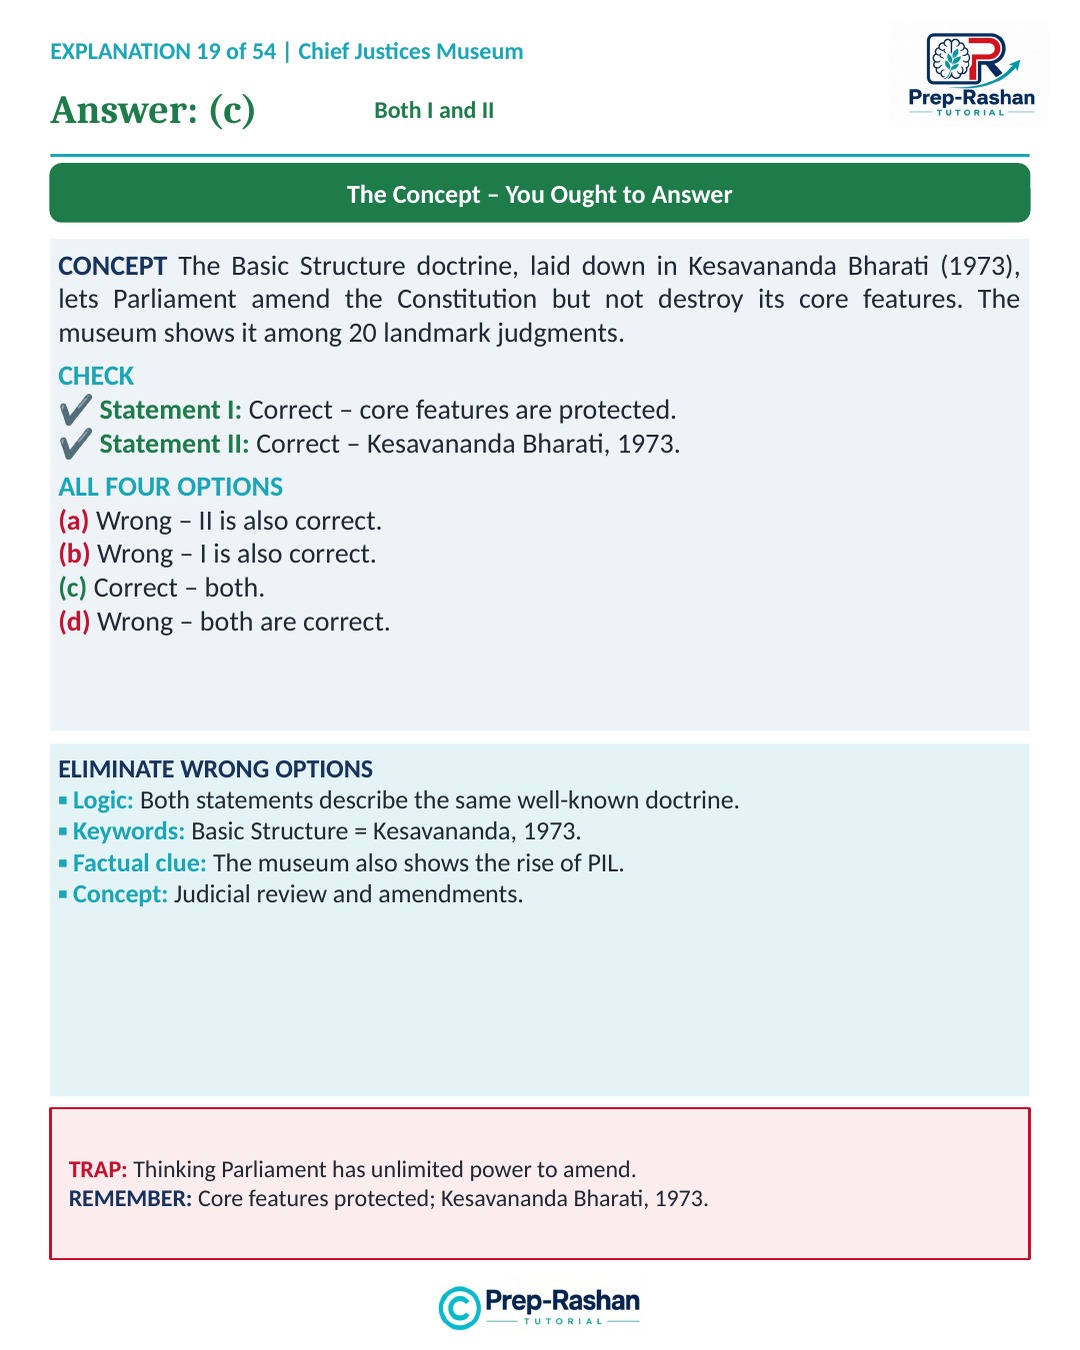 EXPLANATION 19 of 54 | Chief Justices Museum
Prep-Rashan
TUTORIAL
Answer: (c)
Both I and II
The Concept – You Ought to Answer
CONCEPT The Basic Structure doctrine, laid down in Kesavananda Bharati (1973),
lets Parliament amend the Constitution but not destroy its core features. The
museum shows it among 20 landmark judgments.
CHECK
✔ Statement I: Correct – core features are protected.
✔ Statement II: Correct – Kesavananda Bharati, 1973.
ALL FOUR OPTIONS
(a) Wrong – II is also correct.
(b) Wrong – I is also correct.
(c) Correct – both.
(d) Wrong – both are correct.
ELIMINATE WRONG OPTIONS
▪ Logic: Both statements describe the same well-known doctrine.
▪ Keywords: Basic Structure = Kesavananda, 1973.
▪ Factual clue: The museum also shows the rise of PIL.
▪ Concept: Judicial review and amendments.
TRAP: Thinking Parliament has unlimited power to amend.
REMEMBER: Core features protected; Kesavananda Bharati, 1973.
© Prep-Rashan
TUTORIAL